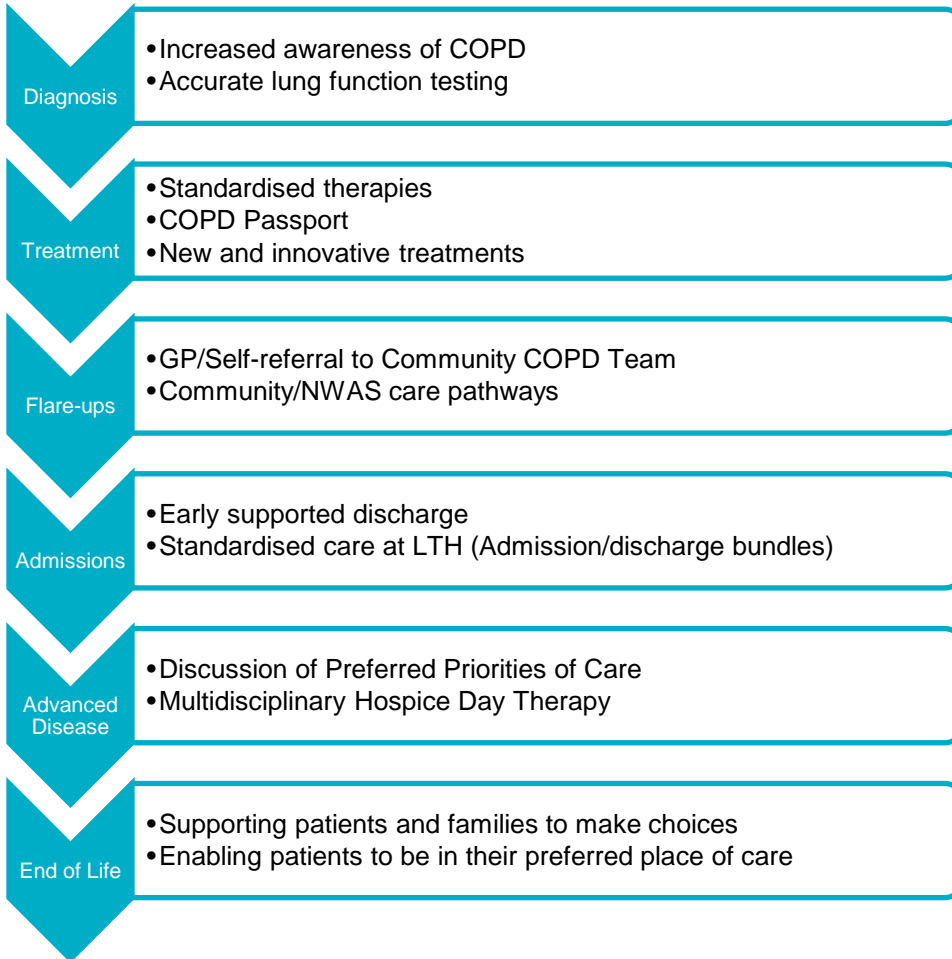 Diagnosis
•Increased awareness of COPD
•Accurate lung function testing
Treatment
•Standardised therapies
•COPD Passport
•New and innovative treatments
Flare-ups
•GP/Self-referral to Community COPD Team
•Community/NWAS care pathways
Admissions
•Early supported discharge
•Standardised care at LTH (Admission/discharge bundles)
Advanced
Disease
•Discussion of Preferred Priorities of Care
•Multidisciplinary Hospice Day Therapy
End of Life
•Supporting patients and families to make choices
•Enabling patients to be in their preferred place of care